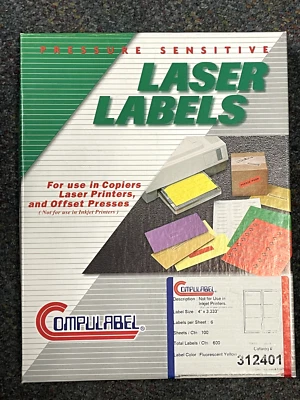 PRESSURE SENSITIVE
LASER
LABELS
For use in Copiers
Laser Printers,
and Offset Presses
( Not for use in Inkjet Printers )
COMPULABEL®
Description : Not for Use in
Inkjet Printers
Label Size : 4" x 3.333"
Labels per Sheet : 6
Sheets / Ctn : 100
Total Labels / Ctn : 600
Label Color : Fluorescent Yellow
312401